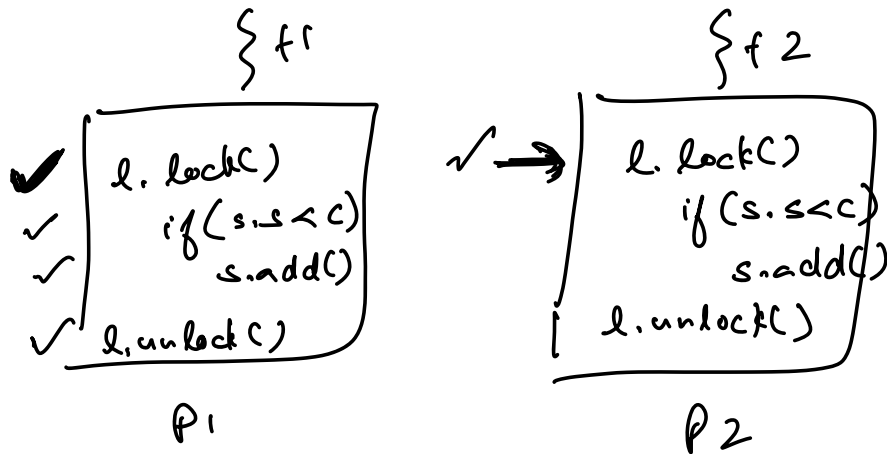 f1
l.lock()
if(s.s<c)
s.add()
l.unlock()
P1
f2
l.lock()
if(s.s<c)
s.add()
l.unlock()
P2